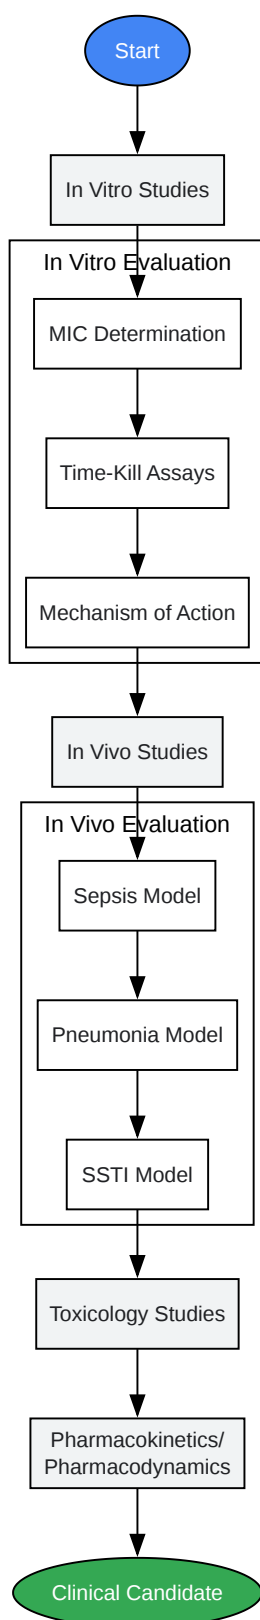 Start
In Vitro Studies
In Vitro Evaluation
MIC Determination
Time-Kill Assays
Mechanism of Action
In Vivo Studies
In Vivo Evaluation
Sepsis Model
Pneumonia Model
SSTI Model
Toxicology Studies
Pharmacokinetics/
Pharmacodynamics
Clinical Candidate